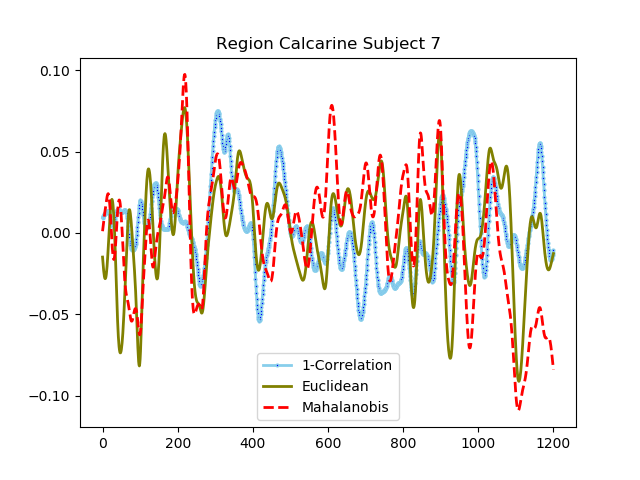 Region Calcarine Subject 7
0.10
0.05
0.00
−0.05
−0.10
1-Correlation
Euclidean
Mahalanobis
0 200 400 600 800 1000 1200